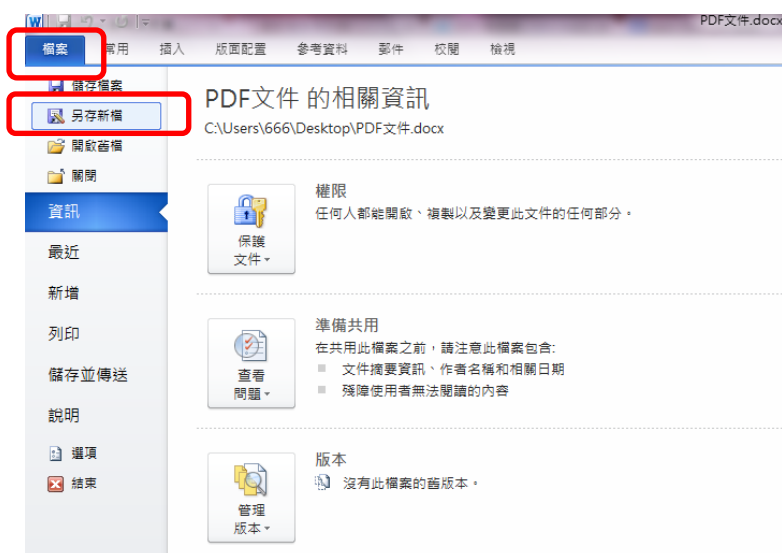 PDF文件.docx
檔案 常用 插入 版面配置 參考資料 郵件 校閱 檢視
儲存檔案
另存新檔
開啟舊檔
關閉
資訊
最近
新增
列印
儲存並傳送
說明
選項
結束
PDF文件 的相關資訊
C:\Users\666\Desktop\PDF文件.docx
保護
文件
權限
任何人都能開啟、複製以及變更此文件的任何部分。
查看
問題
準備共用
在共用此檔案之前，請注意此檔案包含:
文件摘要資訊、作者名稱和相關日期
殘障使用者無法閱讀的內容
管理
版本
版本
沒有此檔案的舊版本。